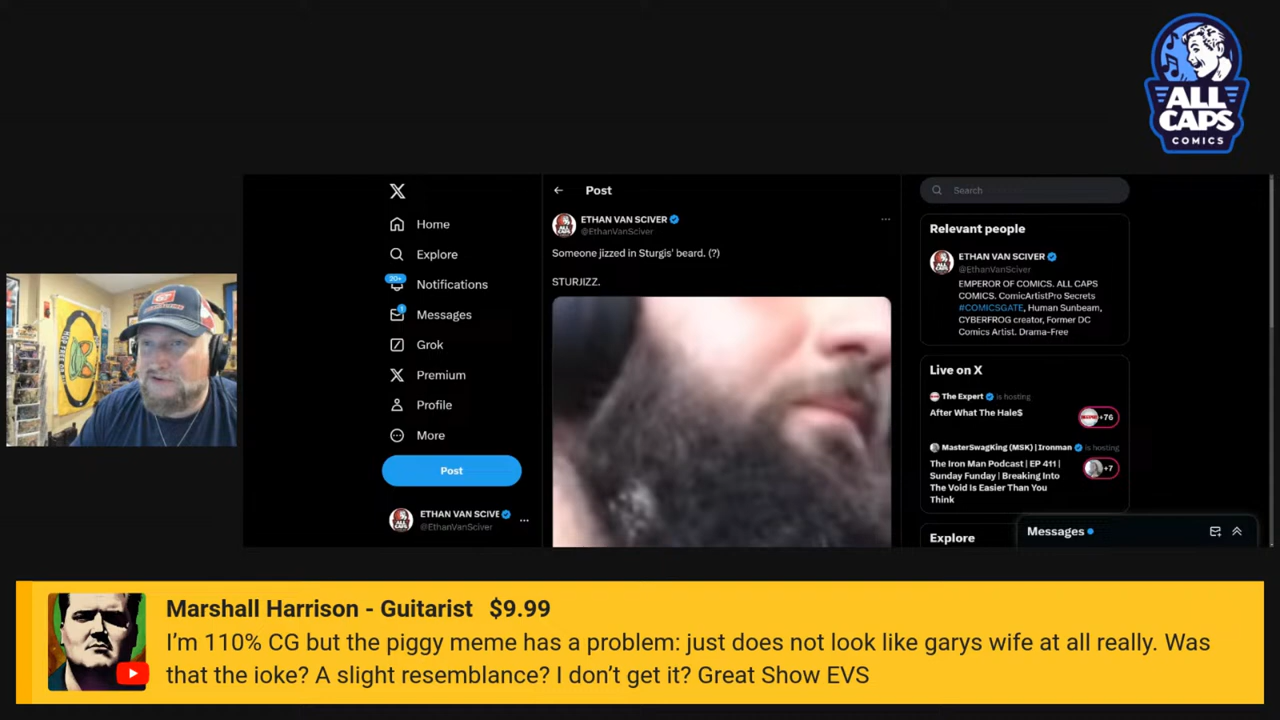 ALL CAPS
COMICS
X
Home
Explore
20+
Notifications
1
Messages
Grok
Premium
Profile
More
Post
ETHAN VAN SCIVE
@EthanVanSciver
Post
ETHAN VAN SCIVER
@EthanVanSciver
Someone jizzed in Sturgis' beard. (?)
STURJIZZ.
Search
Relevant people
ETHAN VAN SCIVER
@EthanVanSciver
EMPEROR OF COMICS. ALL CAPS
COMICS. ComicArtistPro Secrets
#COMICSGATE, Human Sunbeam,
CYBERFROG creator, Former DC
Comics Artist. Drama-Free
Live on X
The Expert is hosting
After What The Hale$
+76
MasterSwagKing (MSK) | Ironman is hosting
The Iron Man Podcast | EP 411 |
Sunday Funday | Breaking Into
The Void Is Easier Than You
Think
+7
Explore
Messages
Marshall Harrison - Guitarist $9.99
I'm 110% CG but the piggy meme has a problem: just does not look like garys wife at all really. Was
that the ioke? A slight resemblance? I don't get it? Great Show EVS